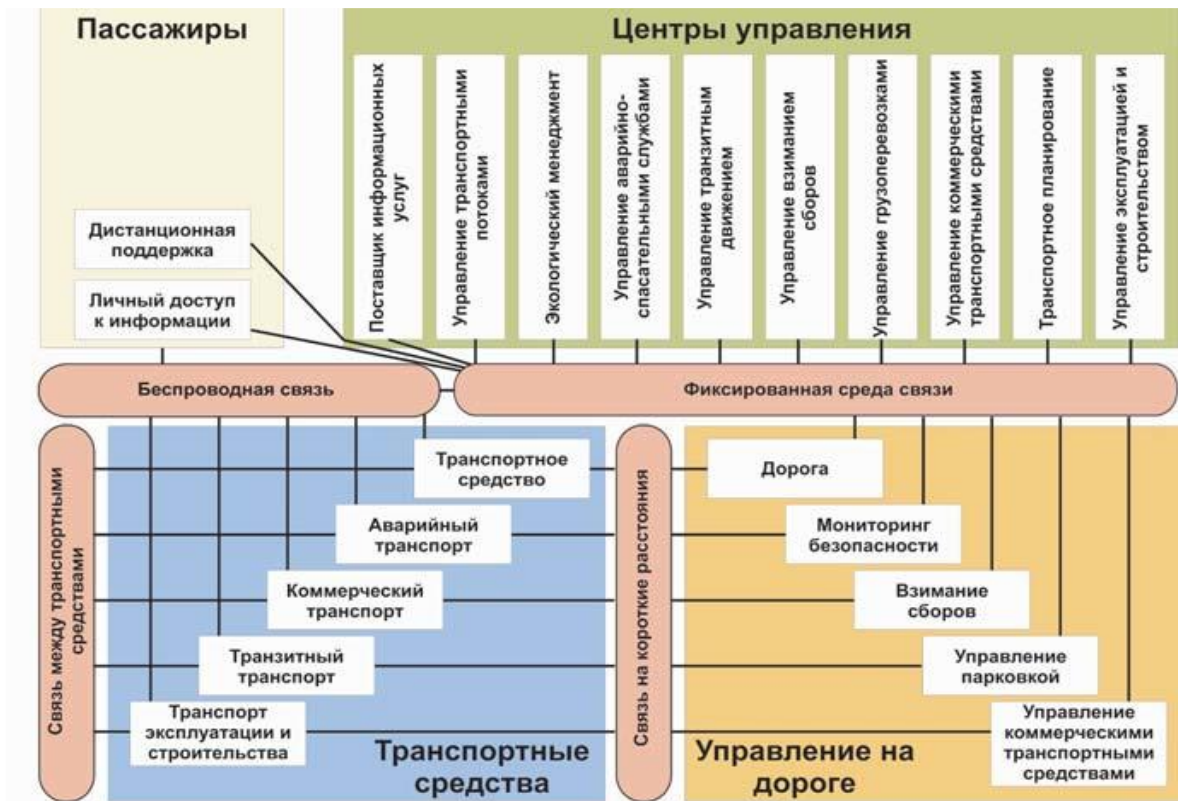 Пассажиры
Центры управления
Поставщик информационных
услуг
Управление транспортными
потоками
Экологический менеджмент
Управление аварийно-
спасательными службами
Управление транзитным
движением
Управление взиманием
сборов
Управление грузоперевозками
Управление коммерческими
транспортными средствами
Транспортное планирование
Управление эксплуатацией и
строительством
Дистанционная
поддержка
Личный доступ
к информации
Беспроводная связь
Фиксированная среда связи
Связь между транспортными
средствами
Транспортное
средство
Аварийный
транспорт
Коммерческий
транспорт
Транзитный
транспорт
Транспорт
эксплуатации и
строительства
Транспортные
средства
Связь на короткие расстояния
Дорога
Мониторинг
безопасности
Взимание
сборов
Управление
парковкой
Управление
коммерческими
транспортными
средствами
Управление на
дороге